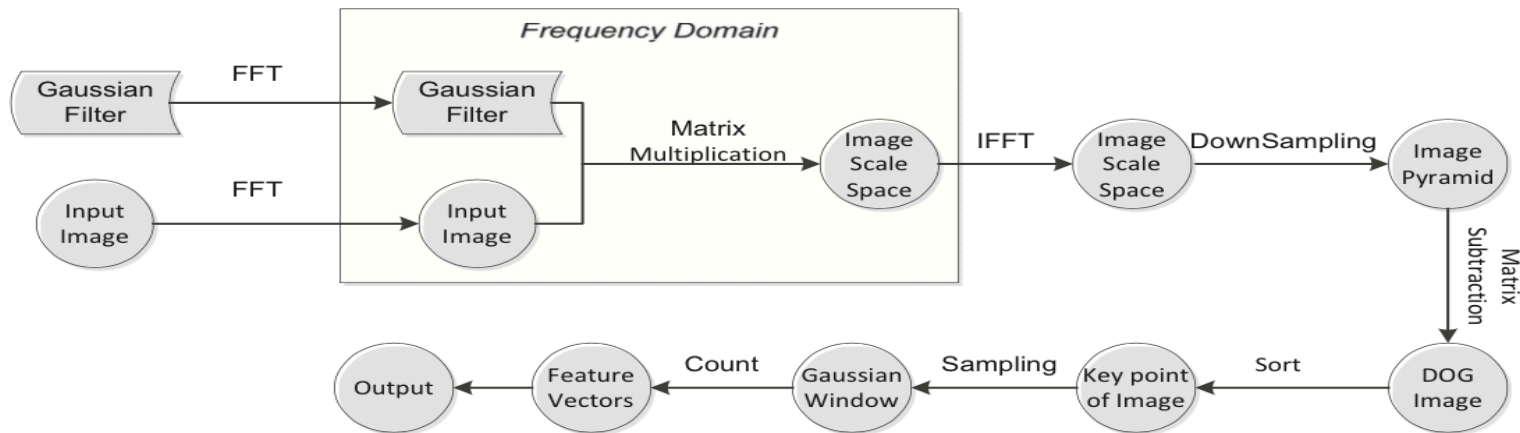 Frequency Domain
Gaussian
Filter
FFT
Gaussian
Filter
Input
Image
FFT
Input
Image
Matrix
Multiplication
Image
Scale
Space
IFFT
Image
Scale
Space
DownSampling
Image
Pyramid
Matrix
Subtraction
DOG
Image
Sort
Key point
of Image
Sampling
Gaussian
Window
Count
Feature
Vectors
Output